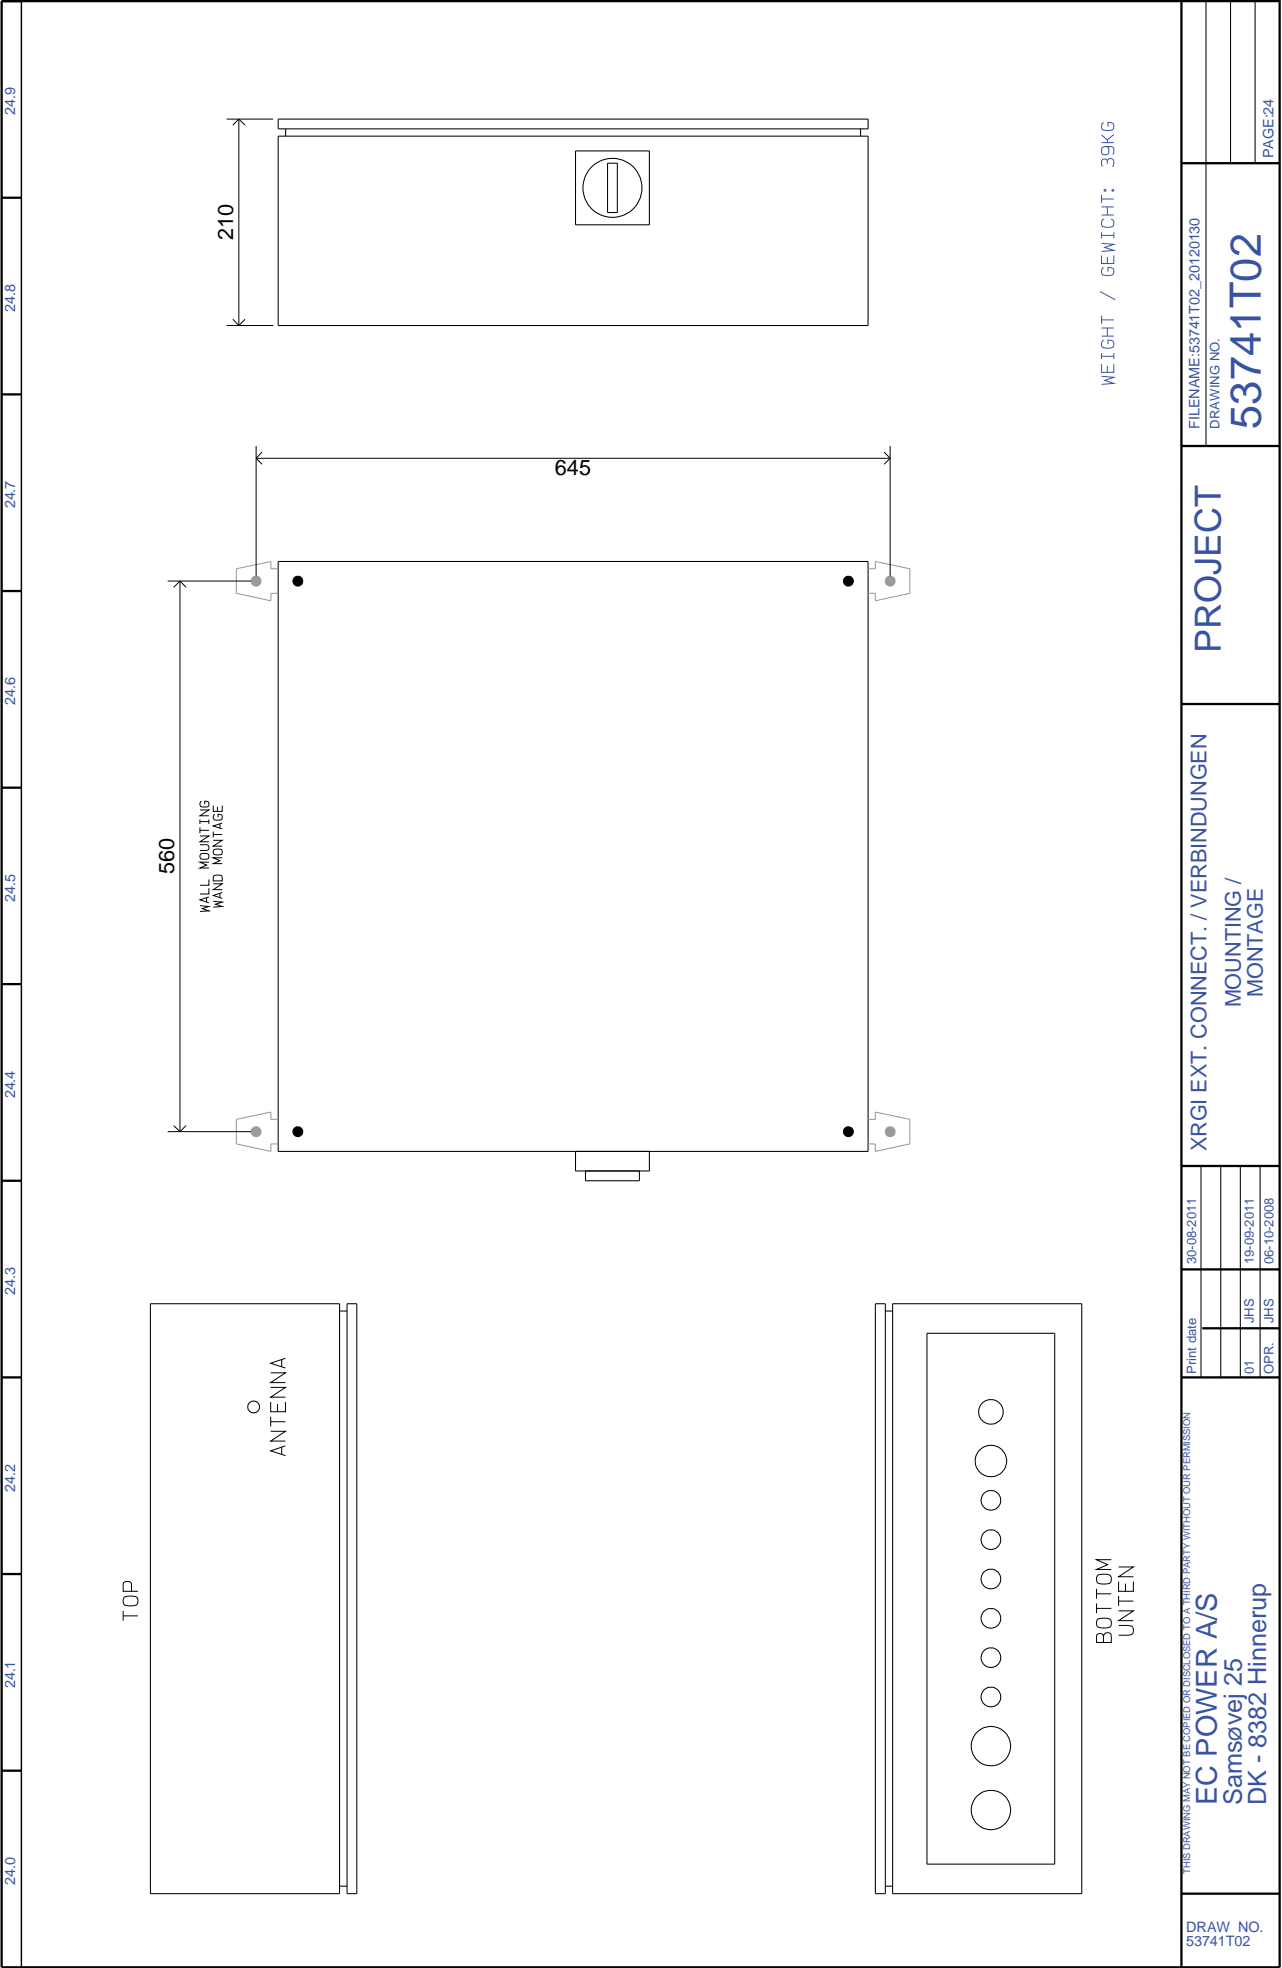 24.0
24.1
24.2
24.3
24.4
24.5
24.6
24.7
24.8
24.9
TOP
ANTENNA
BOTTOM
UNTEN
560
WALL MOUNTING
WAND MONTAGE
645
210
WEIGHT / GEWICHT: 39KG
DRAW NO.
53741T02
THIS DRAWING MAY NOT BE COPIED OR DISCLOSED TO A THIRD PARTY WITHOUT OUR PERMISSION
EC POWER A/S
Samsøvej 25
DK - 8382 Hinnerup
Print date 30-08-2011
01 JHS 19-09-2011
OPR. JHS 06-10-2008
XRGI EXT. CONNECT. / VERBINDUNGEN
MOUNTING /
MONTAGE
PROJECT
FILENAME:53741T02_20120130
DRAWING NO.
53741T02
PAGE:24